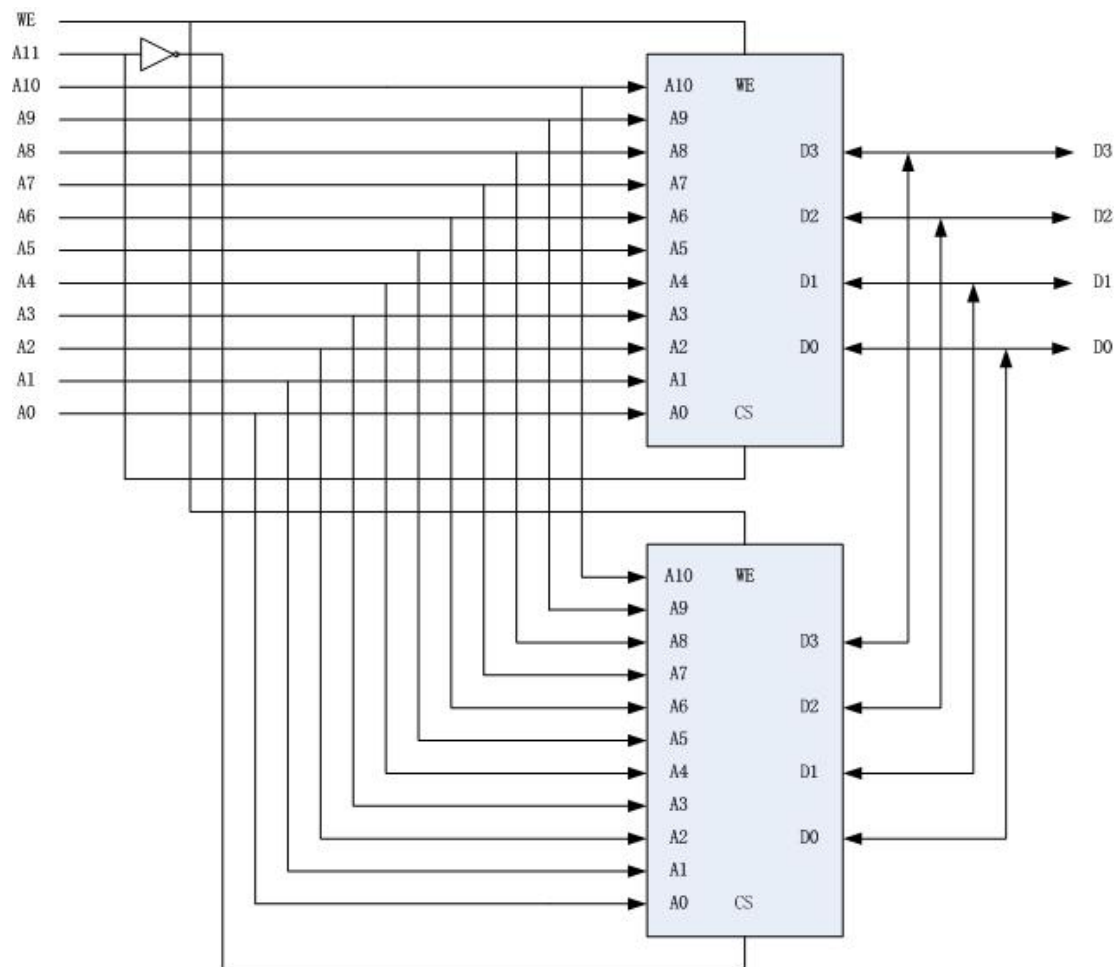 WE
A11
A10 A10 WE
A9 A9
A8 A8 D3 D3
A7 A7
A6 A6 D2 D2
A5 A5
A4 A4 D1 D1
A3 A3
A2 A2 D0 D0
A1 A1
A0 A0 CS
A10 WE
A9
A8 D3
A7
A6 D2
A5
A4 D1
A3
A2 D0
A1
A0 CS